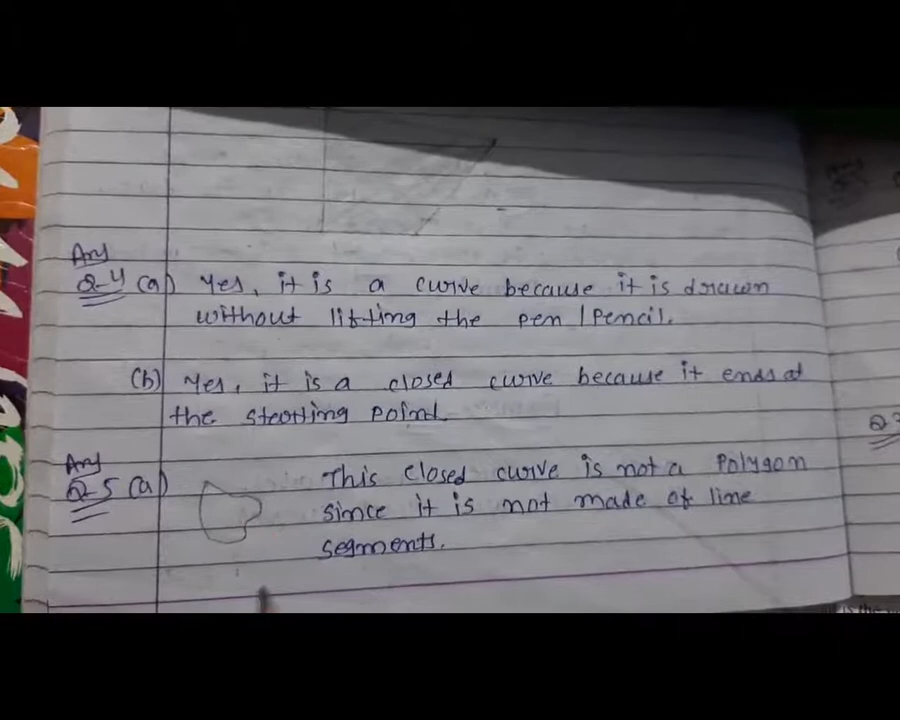 Ans
Q-4 (a) Yes, it is a curve because it is drawn
without lifting the pen / Pencil.
(b) Yes, it is a closed curve because it ends at
the starting point.
Ans
Q-5 (a) This closed curve is not a Polygon
since it is not made of line
segments.